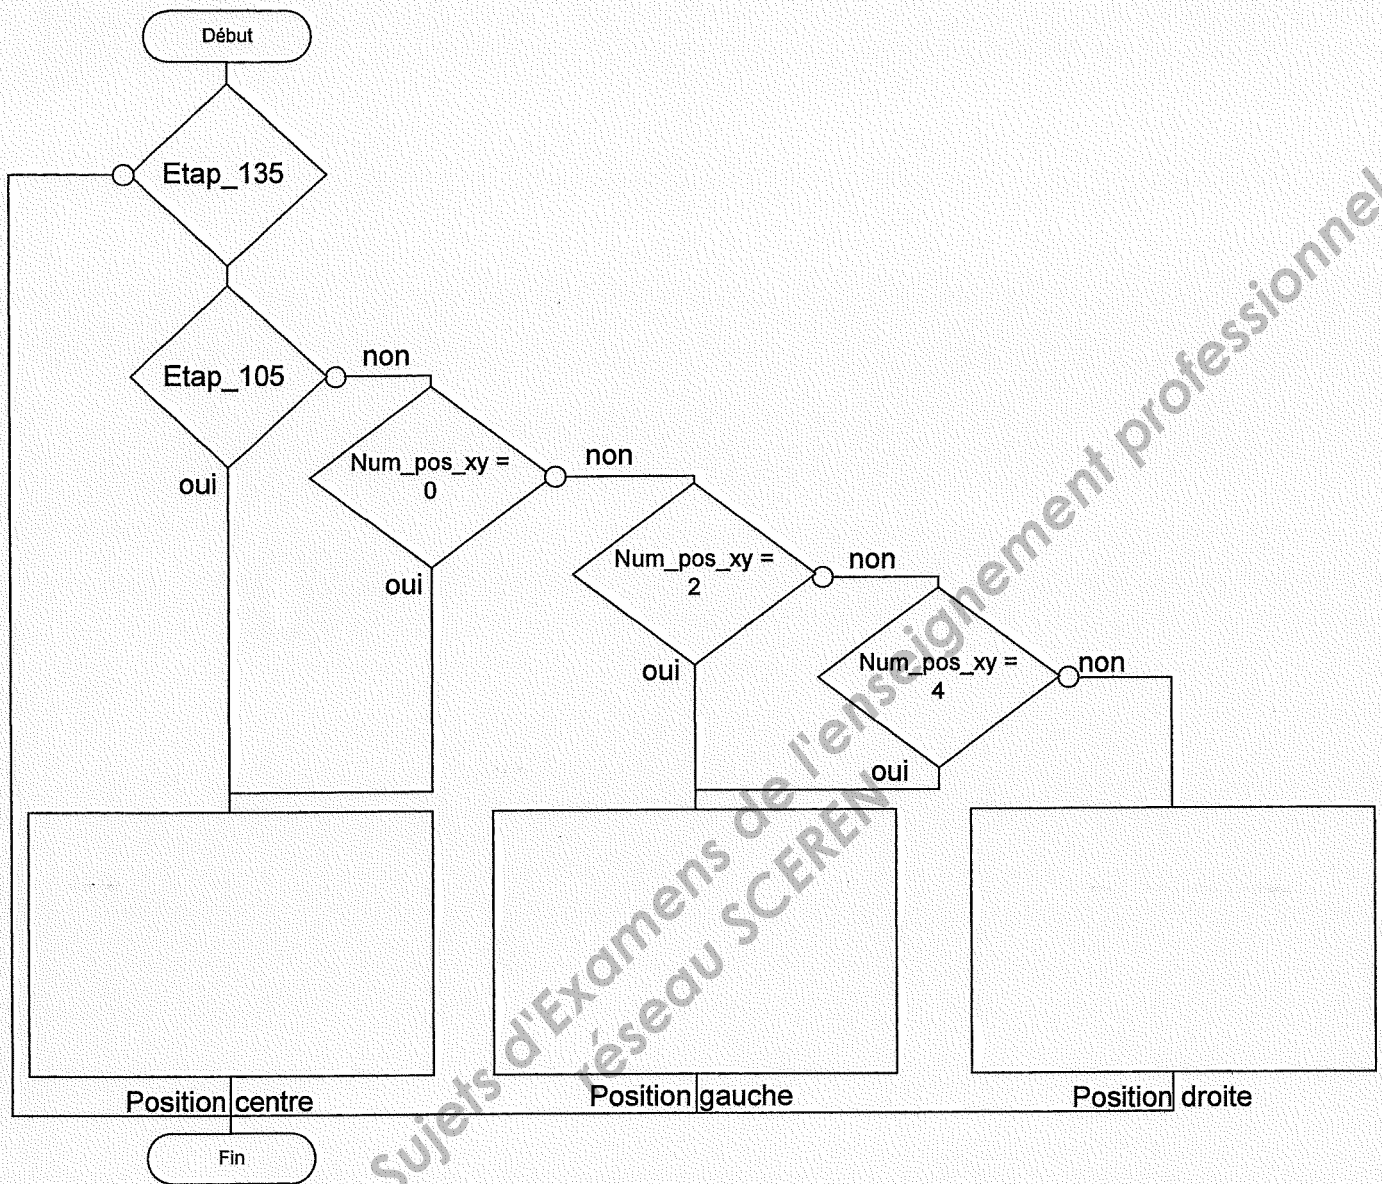 Début
Etap_135
Etap_105
non
oui
Num_pos_xy =
0
non
oui
Num_pos_xy =
2
non
oui
Num_pos_xy =
4
non
oui
Position centre
Position gauche
Position droite
Fin
Sujets d'Examens de l'enseignement professionnel
réseau SCEREN